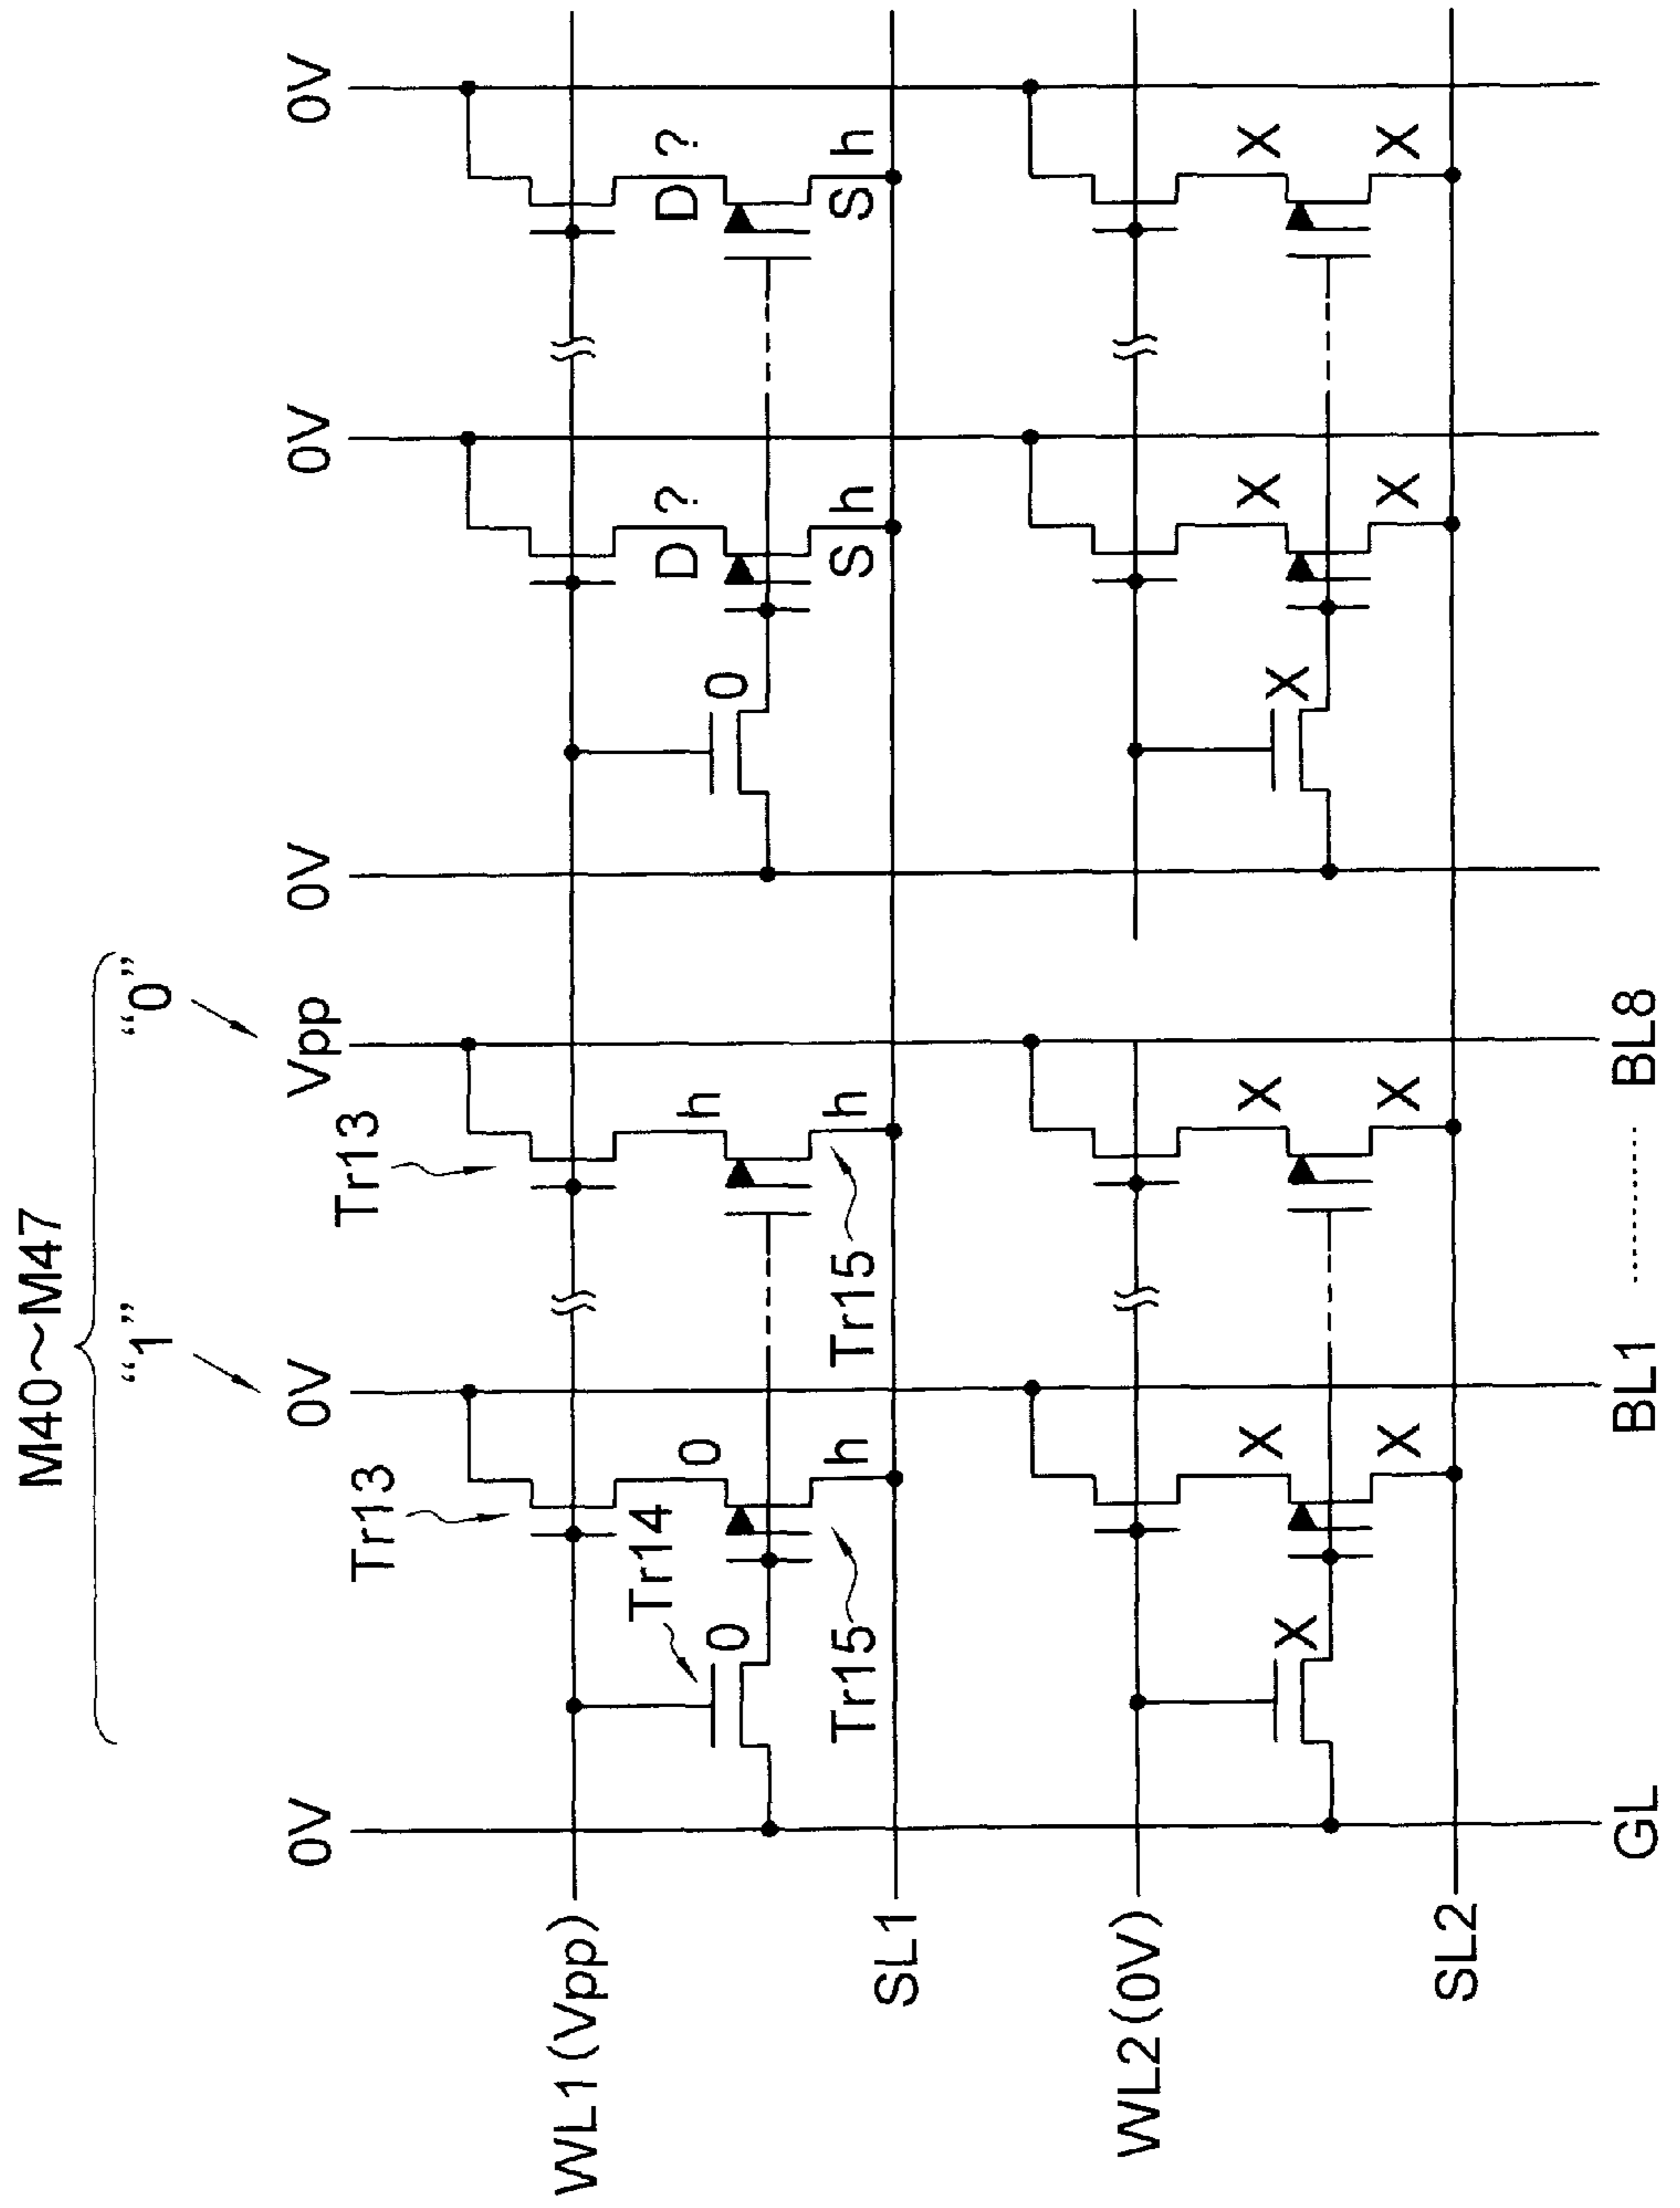 M40~M47
“1”
“0”
0V
0V
Vpp
0V
0V
0V
Tr13
Tr13
WL1 (Vpp)
0
h
D
?
D
?
Tr14
0
0
h
h
S
h
S
h
Tr15
Tr15
SL1
WL2 (0V)
X
X
X
X
X
X
X
X
X
X
SL2
GL
BL1
BL8